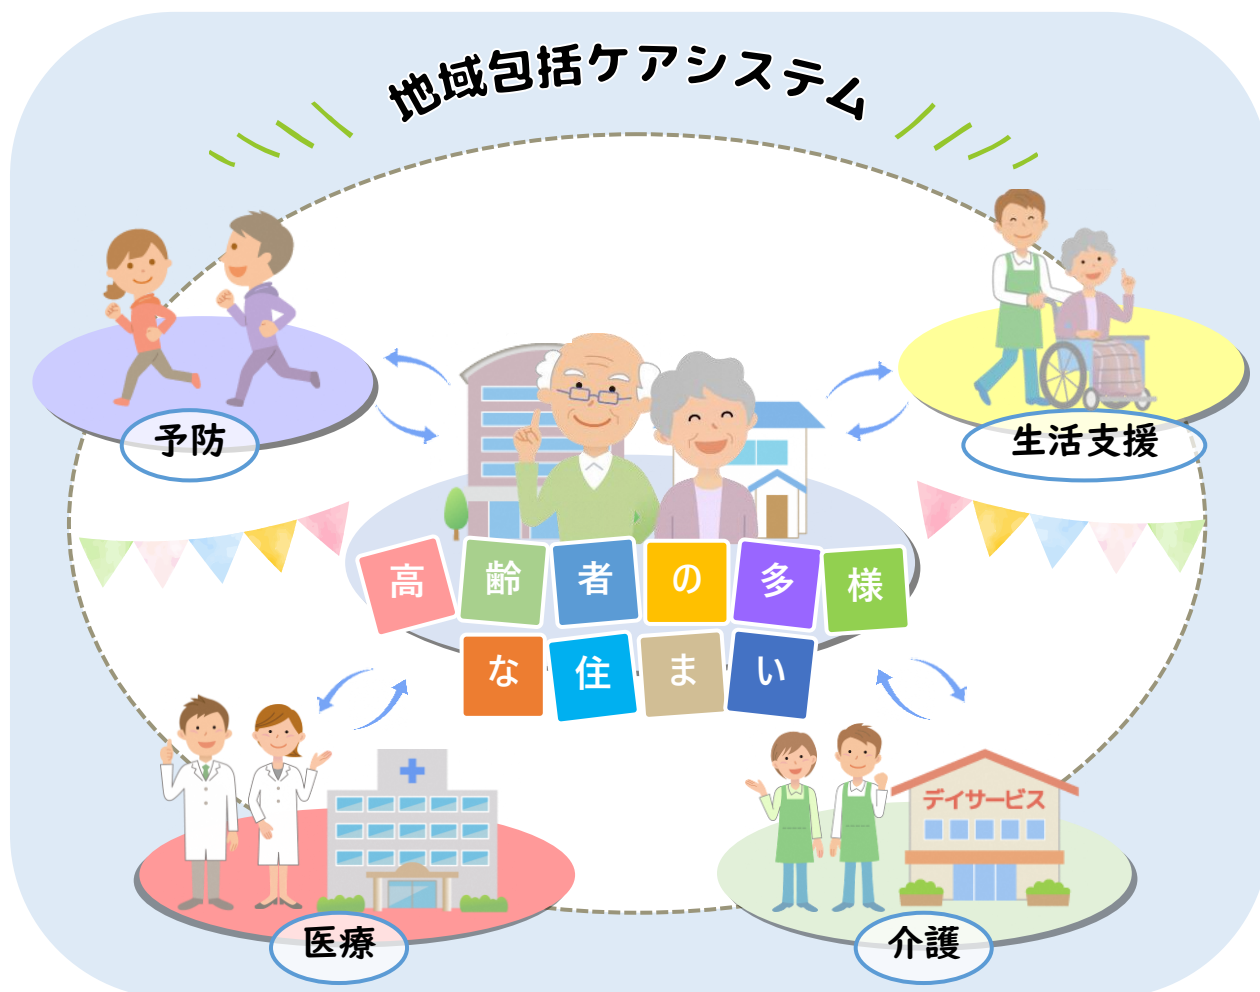 地域包括ケアシステム
予防
生活支援
高齢者の多様
な住まい
デイサービス
医療
介護